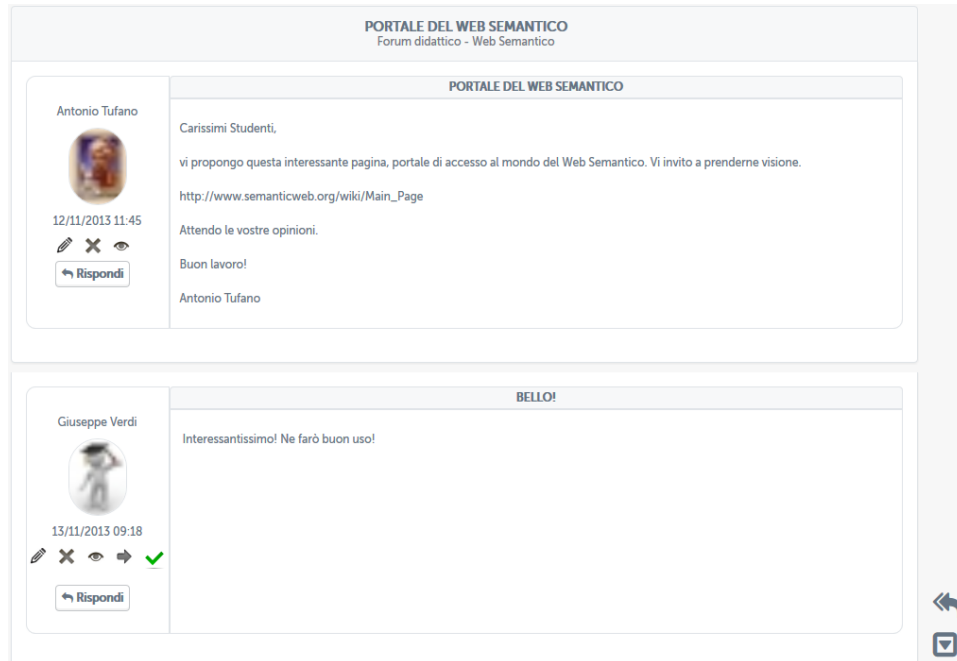 PORTALE DEL WEB SEMANTICO
Forum didattico - Web Semantico
Antonio Tufano
12/11/2013 11:45
Rispondi
PORTALE DEL WEB SEMANTICO
Carissimi Studenti,
vi propongo questa interessante pagina, portale di accesso al mondo del Web Semantico. Vi invito a prenderne visione.
http://www.semanticweb.org/wiki/Main_Page
Attendo le vostre opinioni.
Buon lavoro!
Antonio Tufano
Giuseppe Verdi
13/11/2013 09:18
Rispondi
BELLO!
Interessantissimo! Ne farò buon uso!